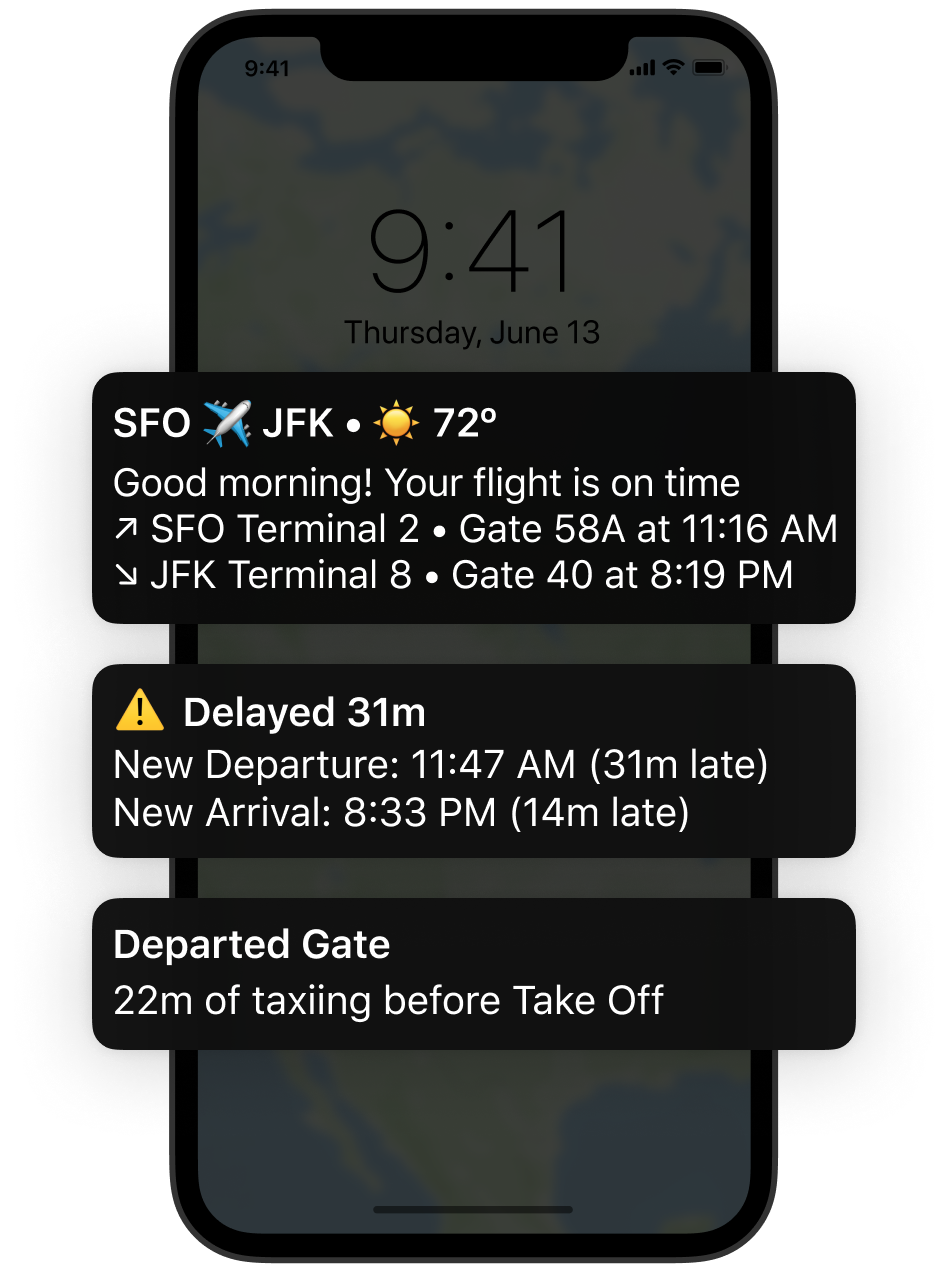 9:41
9:41
Thursday, June 13
SFO ✈️ JFK • ☀️ 72º
Good morning! Your flight is on time
↗ SFO Terminal 2 • Gate 58A at 11:16 AM
↘ JFK Terminal 8 • Gate 40 at 8:19 PM
⚠️ Delayed 31m
New Departure: 11:47 AM (31m late)
New Arrival: 8:33 PM (14m late)
Departed Gate
22m of taxiing before Take Off